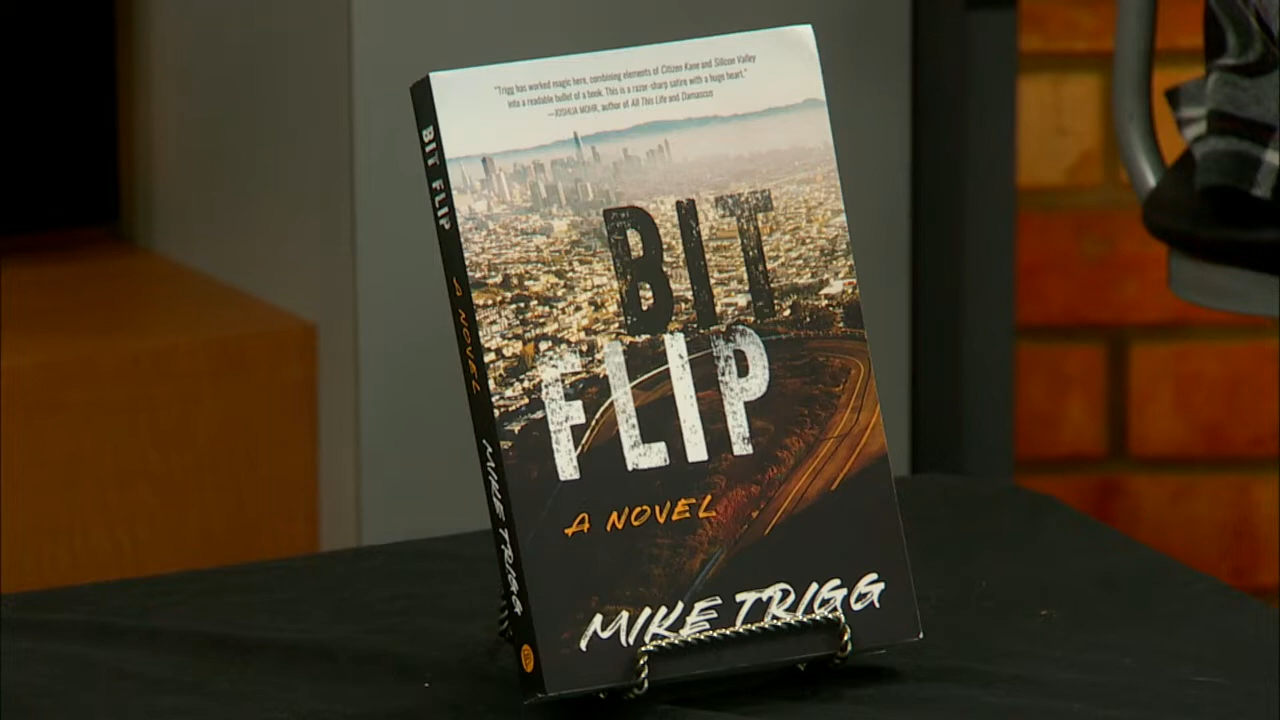 "Trigg has worked magic here, combining elements of Citizen Kane and Silicon Valley
into a readable bullet of a book. This is a razor-sharp satire with a huge heart."
—JOSHUA MOHR, author of All This Life and Damascus
BIT
FLIP
A NOVEL
MIKE TRIGG
BIT FLIP A NOVEL MIKE TRIGG